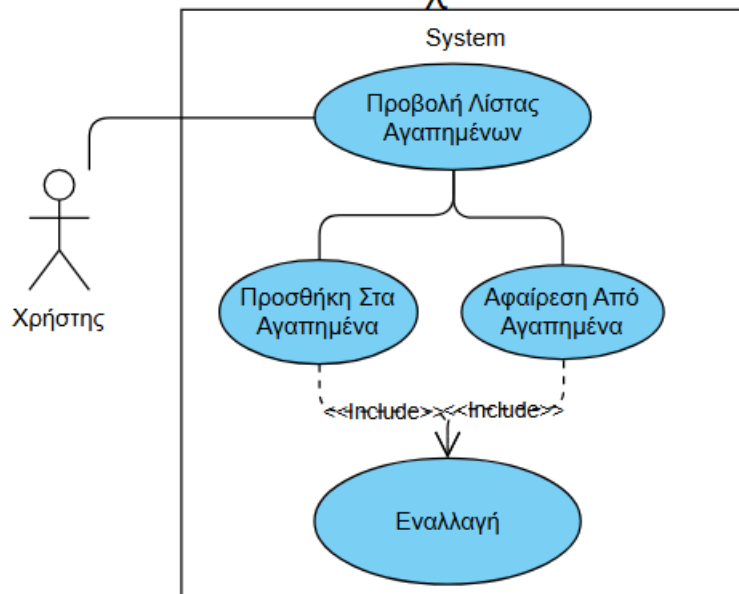 System
Προβολή Λίστας
Αγαπημένων
Χρήστης
Προσθήκη Στα
Αγαπημένα
Αφαίρεση Από
Αγαπημένα
<<Include>>
<<Include>>
Εναλλαγή